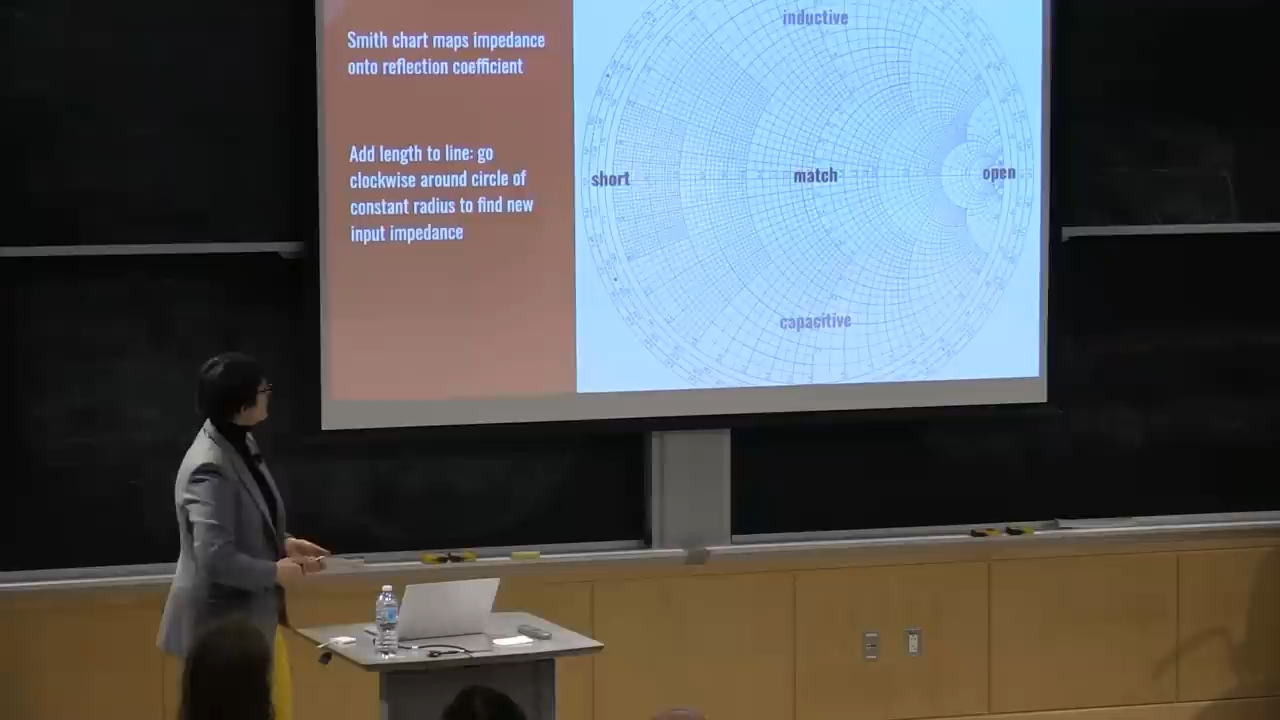 Smith chart maps impedance
onto reflection coefficient
Add length to line: go
clockwise around circle of
constant radius to find new
input impedance
inductive
short
match
open
capacitive